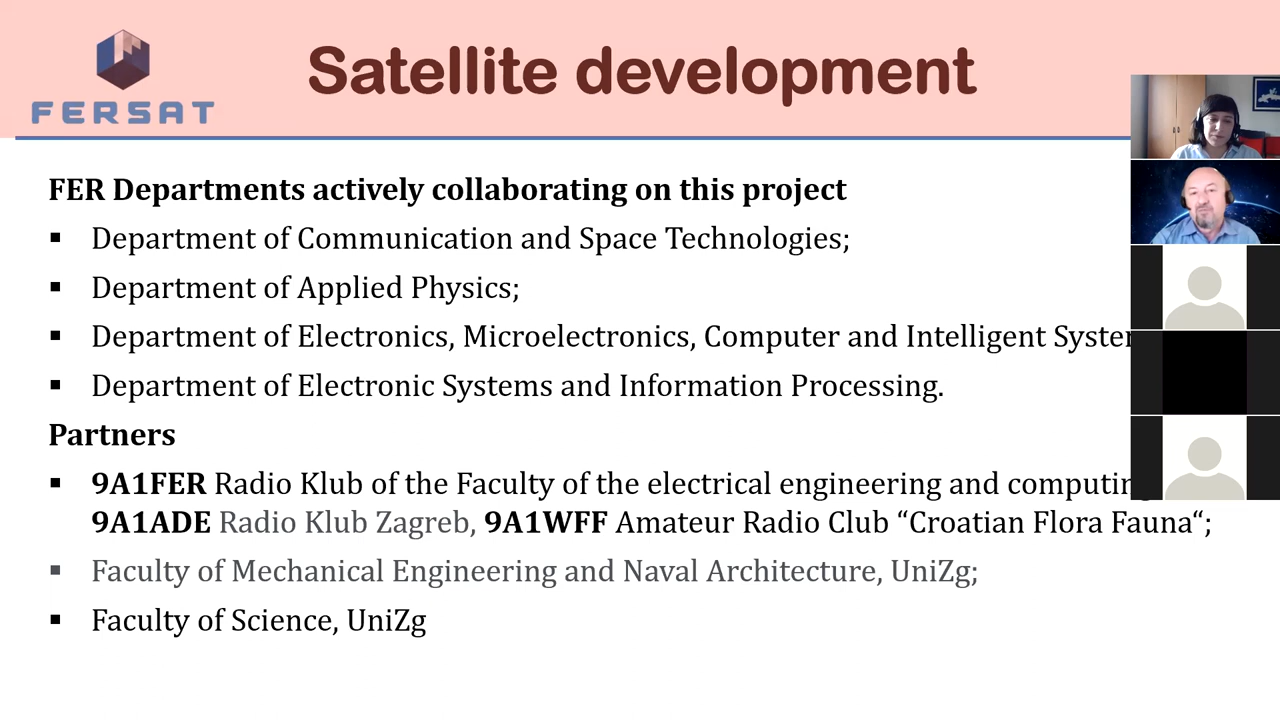 Satellite development
FERSAT
FER Departments actively collaborating on this project
▪ Department of Communication and Space Technologies;
▪ Department of Applied Physics;
▪ Department of Electronics, Microelectronics, Computer and Intelligent
▪ Department of Electronic Systems and Information Processing.
Partners
▪ 9A1FER Radio Klub of the Faculty of the electrical engineering and
9A1ADE Radio Klub Zagreb, 9A1WFF Amateur Radio Club “Croatian Flora Fauna“;
▪ Faculty of Mechanical Engineering and Naval Architecture, UniZg;
▪ Faculty of Science, UniZg